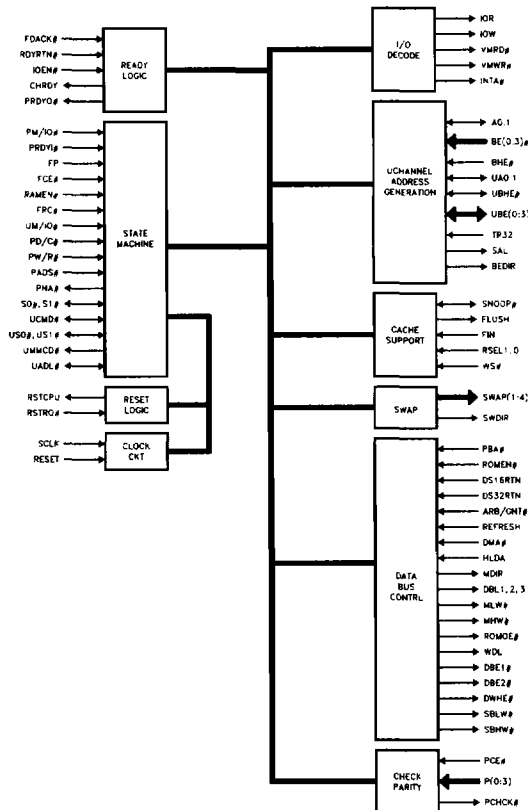 FDACK#
RDYRTN#
IOEN#
CHRDY
PRDYO#
READY
LOGIC
PM/IO#
PRDYI#
FP
FCE#
RAMEN#
FRC#
UM/IO#
PD/C#
PW/R#
PADS#
PNA#
S0#, S1#
UCMD#
US0#, US1#
UMMCD#
UADL#
STATE
MACHINE
RSTCPU
RSTRQ#
RESET
LOGIC
SCLK
RESET
CLOCK
CKT
I/O
DECODE
IOR
IOW
VMRD#
VMWR#
INTA#
UCHANNEL
ADDRESS
GENERATION
A0,1
BE(0:3)#
BHE#
UA0,1
UBHE#
UBE(0:3)
TR32
SAL
BEDIR
CACHE
SUPPORT
SNOOP#
FLUSH
FIN
RSEL1,0
WS#
SWAP
SWAP(1-4)
SWDIR
DATA
BUS
CONTRL
PBA#
ROMEN#
DS16RTN
DS32RTN
ARB/GNT#
REFRESH
DMA#
HLDA
MDIR
DBL1,2,3
MLW#
MHW#
ROMOE#
WDL
DBE1#
DBE2#
DWHE#
SBLW#
SBHW#
CHECK
PARITY
PCE#
P(0:3)
PCHCK#